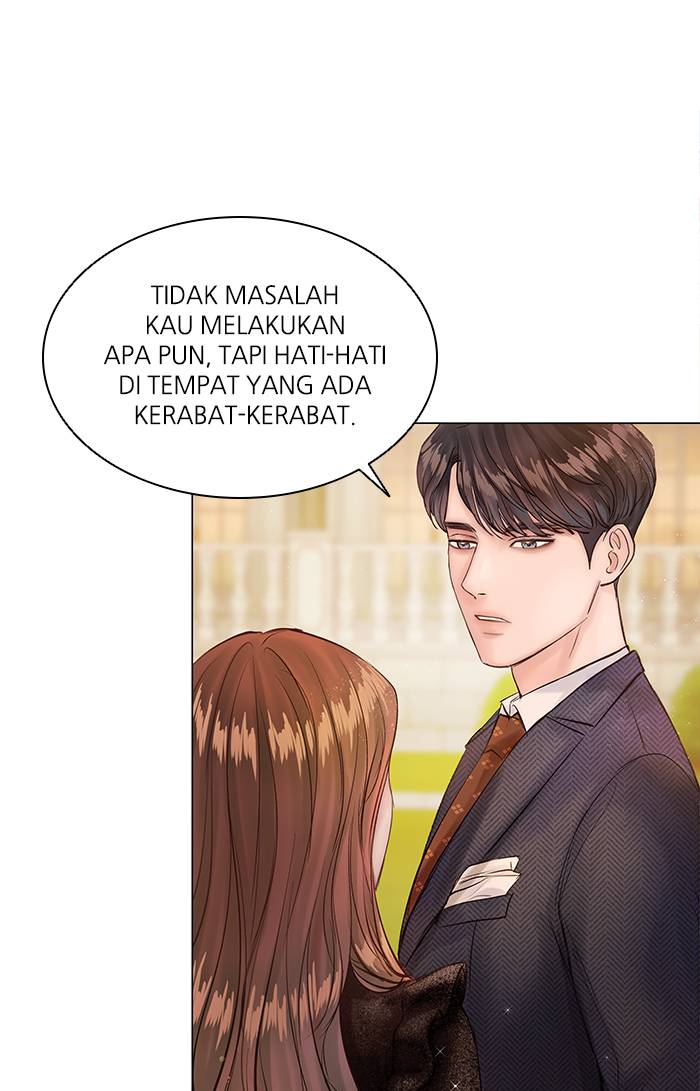 TIDAK MASALAH
KAU MELAKUKAN
APA PUN, TAPI HATI-HATI
DI TEMPAT YANG ADA
KERABAT-KERABAT.